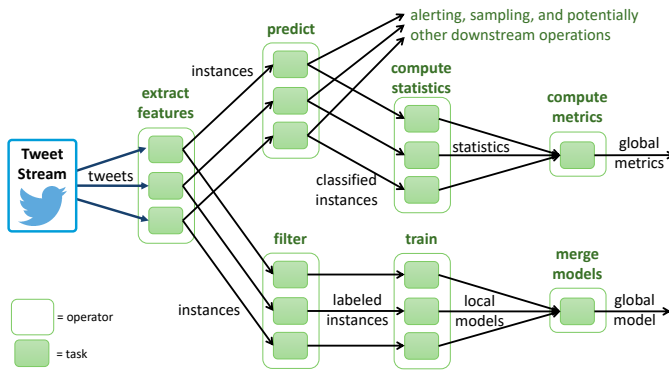 predict
alerting, sampling, and potentially
other downstream operations
instances
extract
features
compute
statistics
compute
metrics
Tweet
Stream
tweets
statistics
global
metrics
classified
instances
filter
train
merge
models
instances
labeled
instances
local
models
global
model
= operator
= task